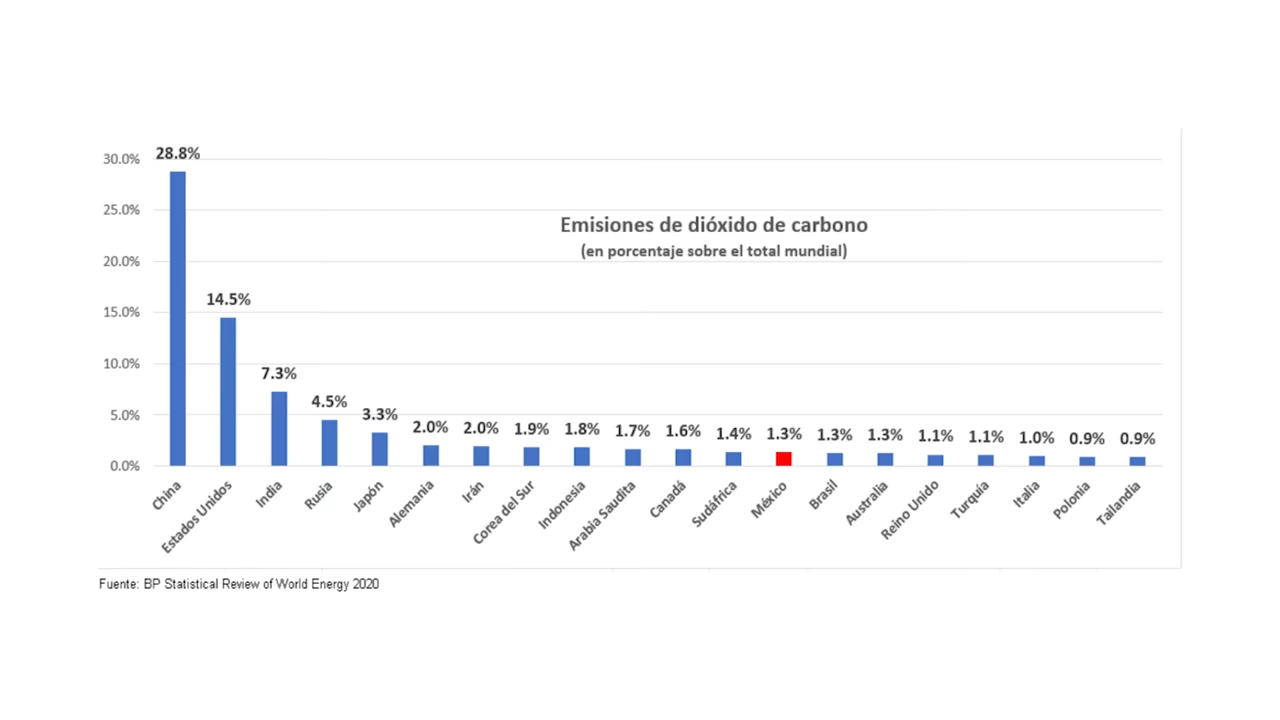 30.0%
25.0%
20.0%
15.0%
10.0%
5.0%
0.0%
28.8%
14.5%
7.3%
4.5%
3.3%
2.0%
2.0%
1.9%
1.8%
1.7%
1.6%
1.4%
1.3%
1.3%
1.3%
1.1%
1.1%
1.0%
0.9%
0.9%
Emisiones de dióxido de carbono
(en porcentaje sobre el total mundial)
China
Estados Unidos
India
Rusia
Japón
Alemania
Irán
Corea del Sur
Indonesia
Arabia Saudita
Canadá
Sudáfrica
México
Brasil
Australia
Reino Unido
Turquía
Italia
Polonia
Tailandia
Fuente: BP Statistical Review of World Energy 2020